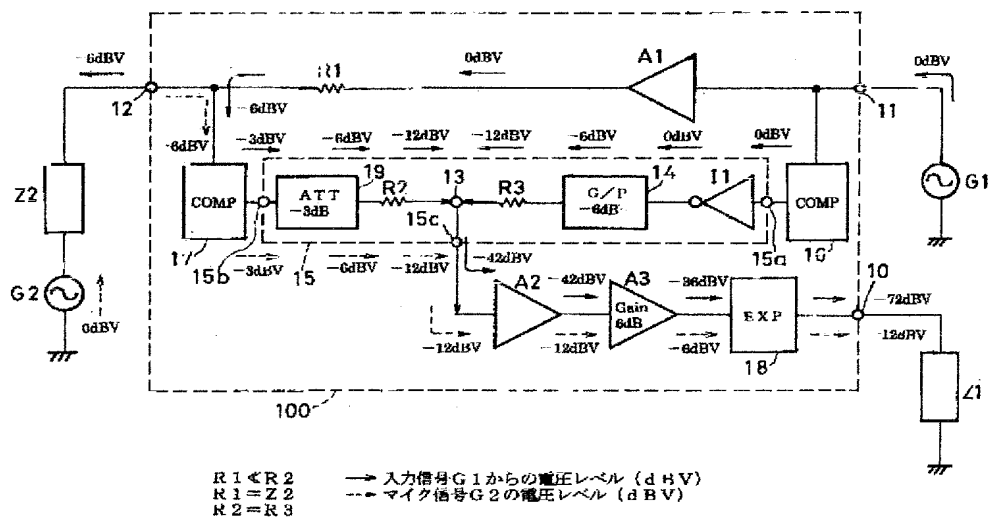 -6dBV
0dBV
A1
0dBV
12
R1
11
-6dBV
-6dBV
-3dBV
-6dBV
-12dBV
-12dBV
-6dBV
0dBV
0dBV
Z2
COMP
ATT
-3dB
19
R2
13
R3
G/P
-6dB
14
I1
COMP
G1
17
15b
15
15c
15a
16
-3dBV
-6dBV
-12dBV
-42dBV
G2
0dBV
A2
-42dBV
A3
-36dBV
10
-72dBV
Gain
6dB
EXP
-12dBV
-12dBV
-6dBV
-12dBV
18
Z1
100
R1≪R2
R1=Z2
R2=R3
入力信号G1からの電圧レベル(dBV)
マイク信号G2の電圧レベル(dBV)